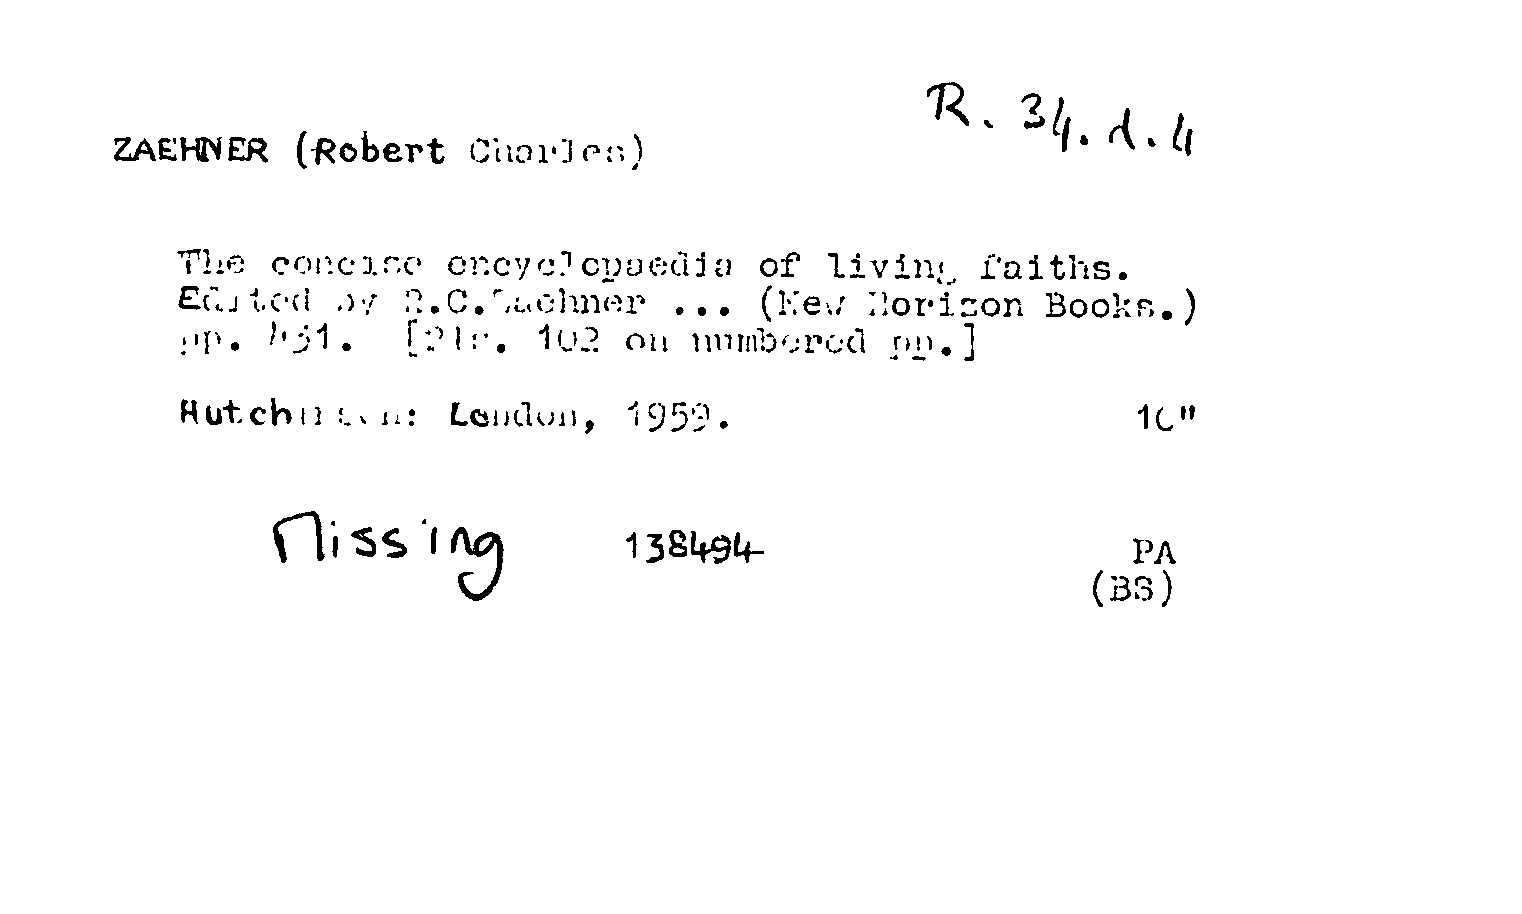 R. 34. d. 4
ZAEHNER (Robert Charles)
The concise encyclopaedia of living faiths.
Edited by R.C.Zaehner ... (New Horizon Books.)
pp. 431. [Pls. 102 on numbered pp.]
Hutchinson: London, 1959. 10"
Missing 138494 PA
(BS)